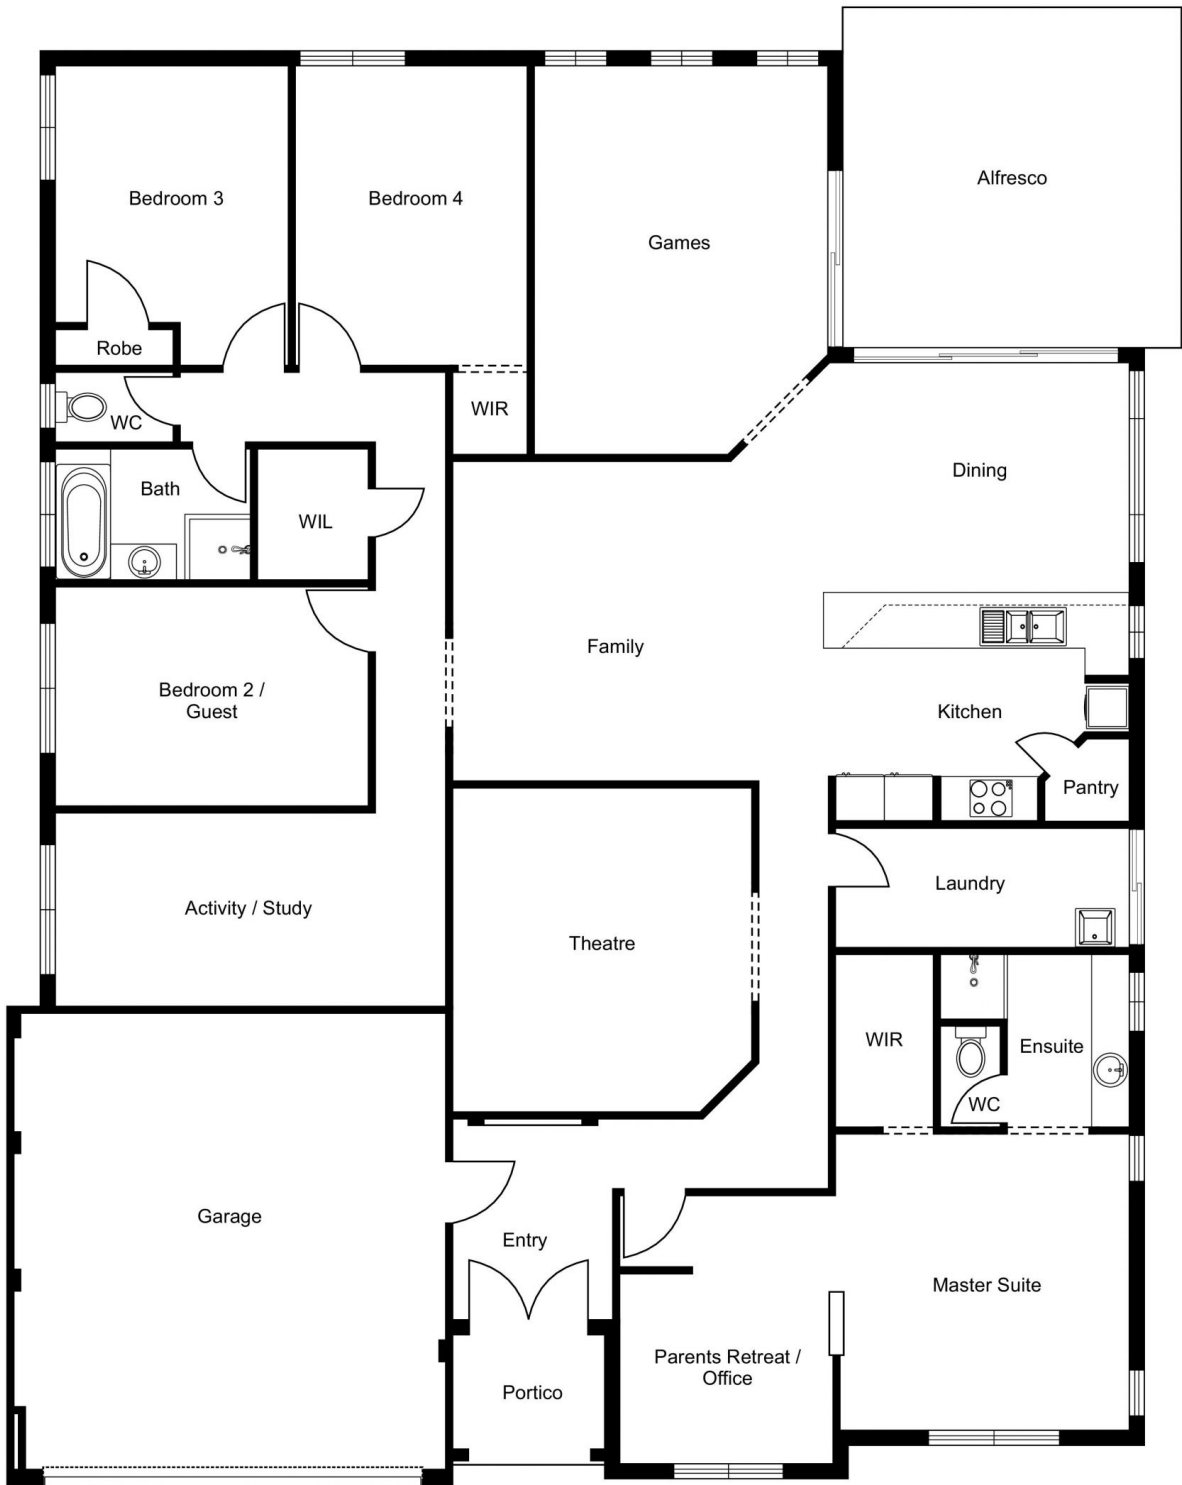 Bedroom 3
Bedroom 4
Alfresco
Games
Robe
WIR
WC
Dining
Bath
WIL
Family
Bedroom 2 /
Guest
Kitchen
Pantry
Activity / Study
Laundry
Theatre
WIR
Ensuite
WC
Garage
Entry
Master Suite
Parents Retreat /
Office
Portico